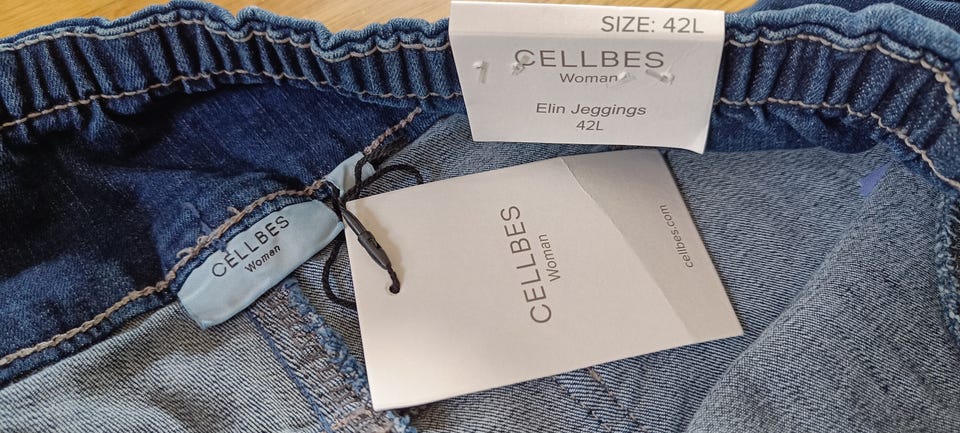 SIZE: 42L
CELLBES
Woman
Elin Jeggings
42L
CELLBES
Woman
CELLBES
Woman
cellbes.com